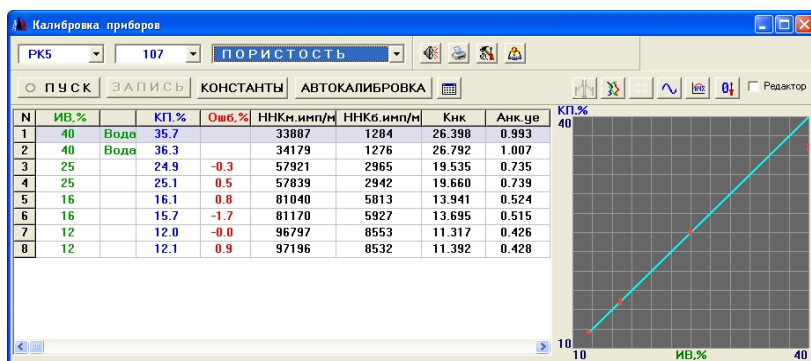 Калибровка приборов
РК5 107 ПОРИСТОСТЬ
ПУСК ЗАПИСЬ КОНСТАНТЫ АВТОКАЛИБРОВКА Редактор
N ИВ,% КП.% Ошб,% ННКм.имп/м ННКб.имп/м Кнк Анк.уе
1 40 Вода 35.7 33887 1284 26.398 0.993
2 40 Вода 36.3 34179 1276 26.792 1.007
3 25 24.9 -0.3 57921 2965 19.535 0.735
4 25 25.1 0.5 57839 2942 19.660 0.739
5 16 16.1 0.8 81040 5813 13.941 0.524
6 16 15.7 -1.7 81170 5927 13.695 0.515
7 12 12.0 -0.0 96797 8553 11.317 0.426
8 12 12.1 0.9 97196 8532 11.392 0.428
КП.%
40
10
10 ИВ,% 40